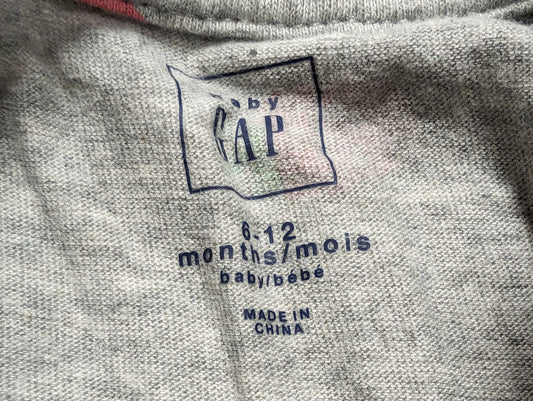 baby
GAP
6-12
months/mois
baby/bébé
MADE IN
CHINA